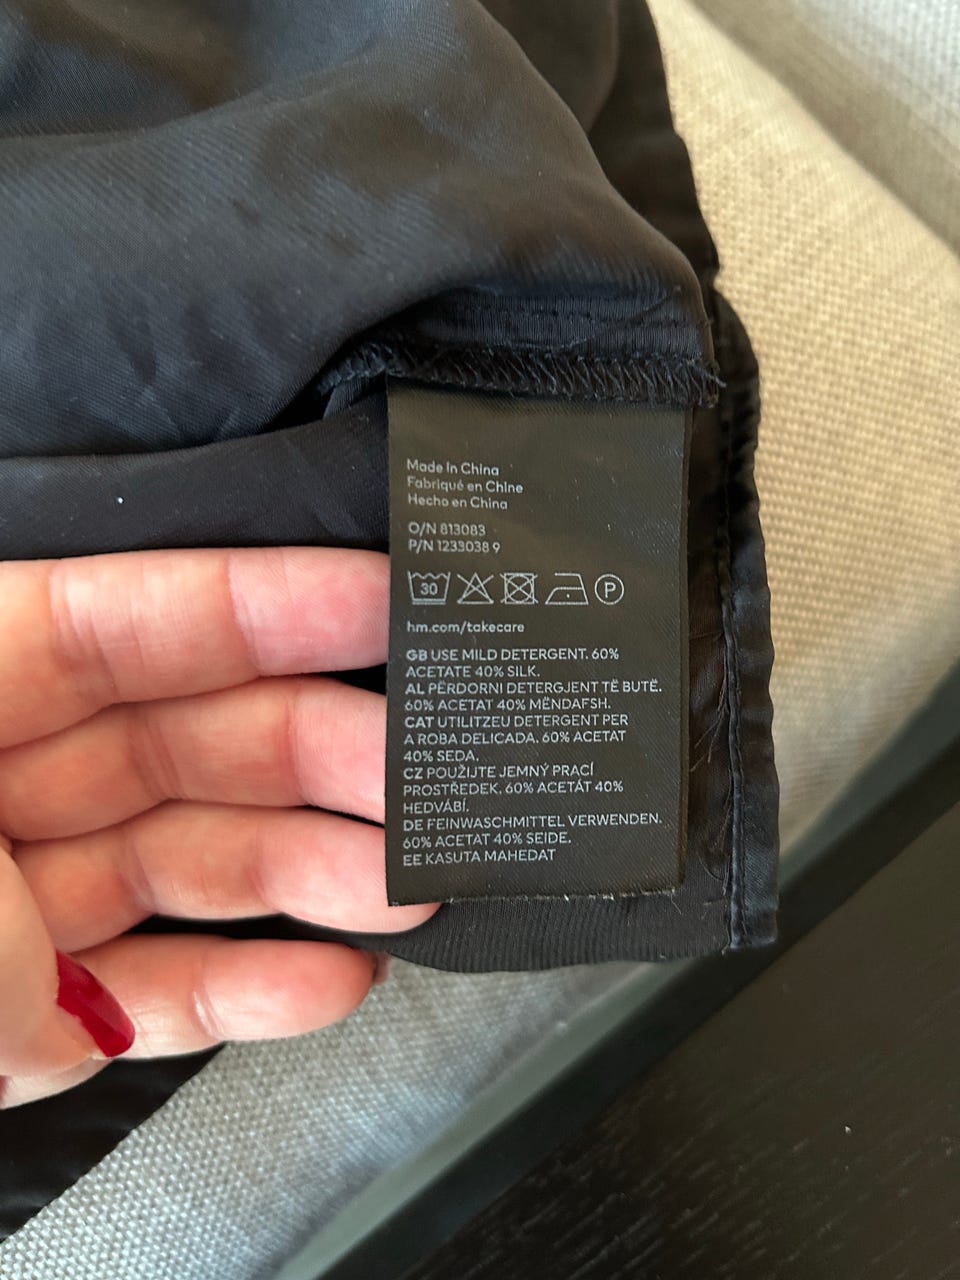 Made in China
Fabriqué en Chine
Hecho en China
O/N 813083
P/N 1233038 9
30
P
hm.com/takecare
GB USE MILD DETERGENT. 60%
ACETATE 40% SILK.
AL PËRDORNI DETERGJENT TË BUTË.
60% ACETAT 40% MËNDAFSH.
CAT UTILITZEU DETERGENT PER
A ROBA DELICADA. 60% ACETAT
40% SEDA.
CZ POUŽIJTE JEMNÝ PRACÍ
PROSTŘEDEK. 60% ACETÁT 40%
HEDVÁBÍ.
DE FEINWASCHMITTEL VERWENDEN.
60% ACETAT 40% SEIDE.
EE KASUTA MAHEDAT